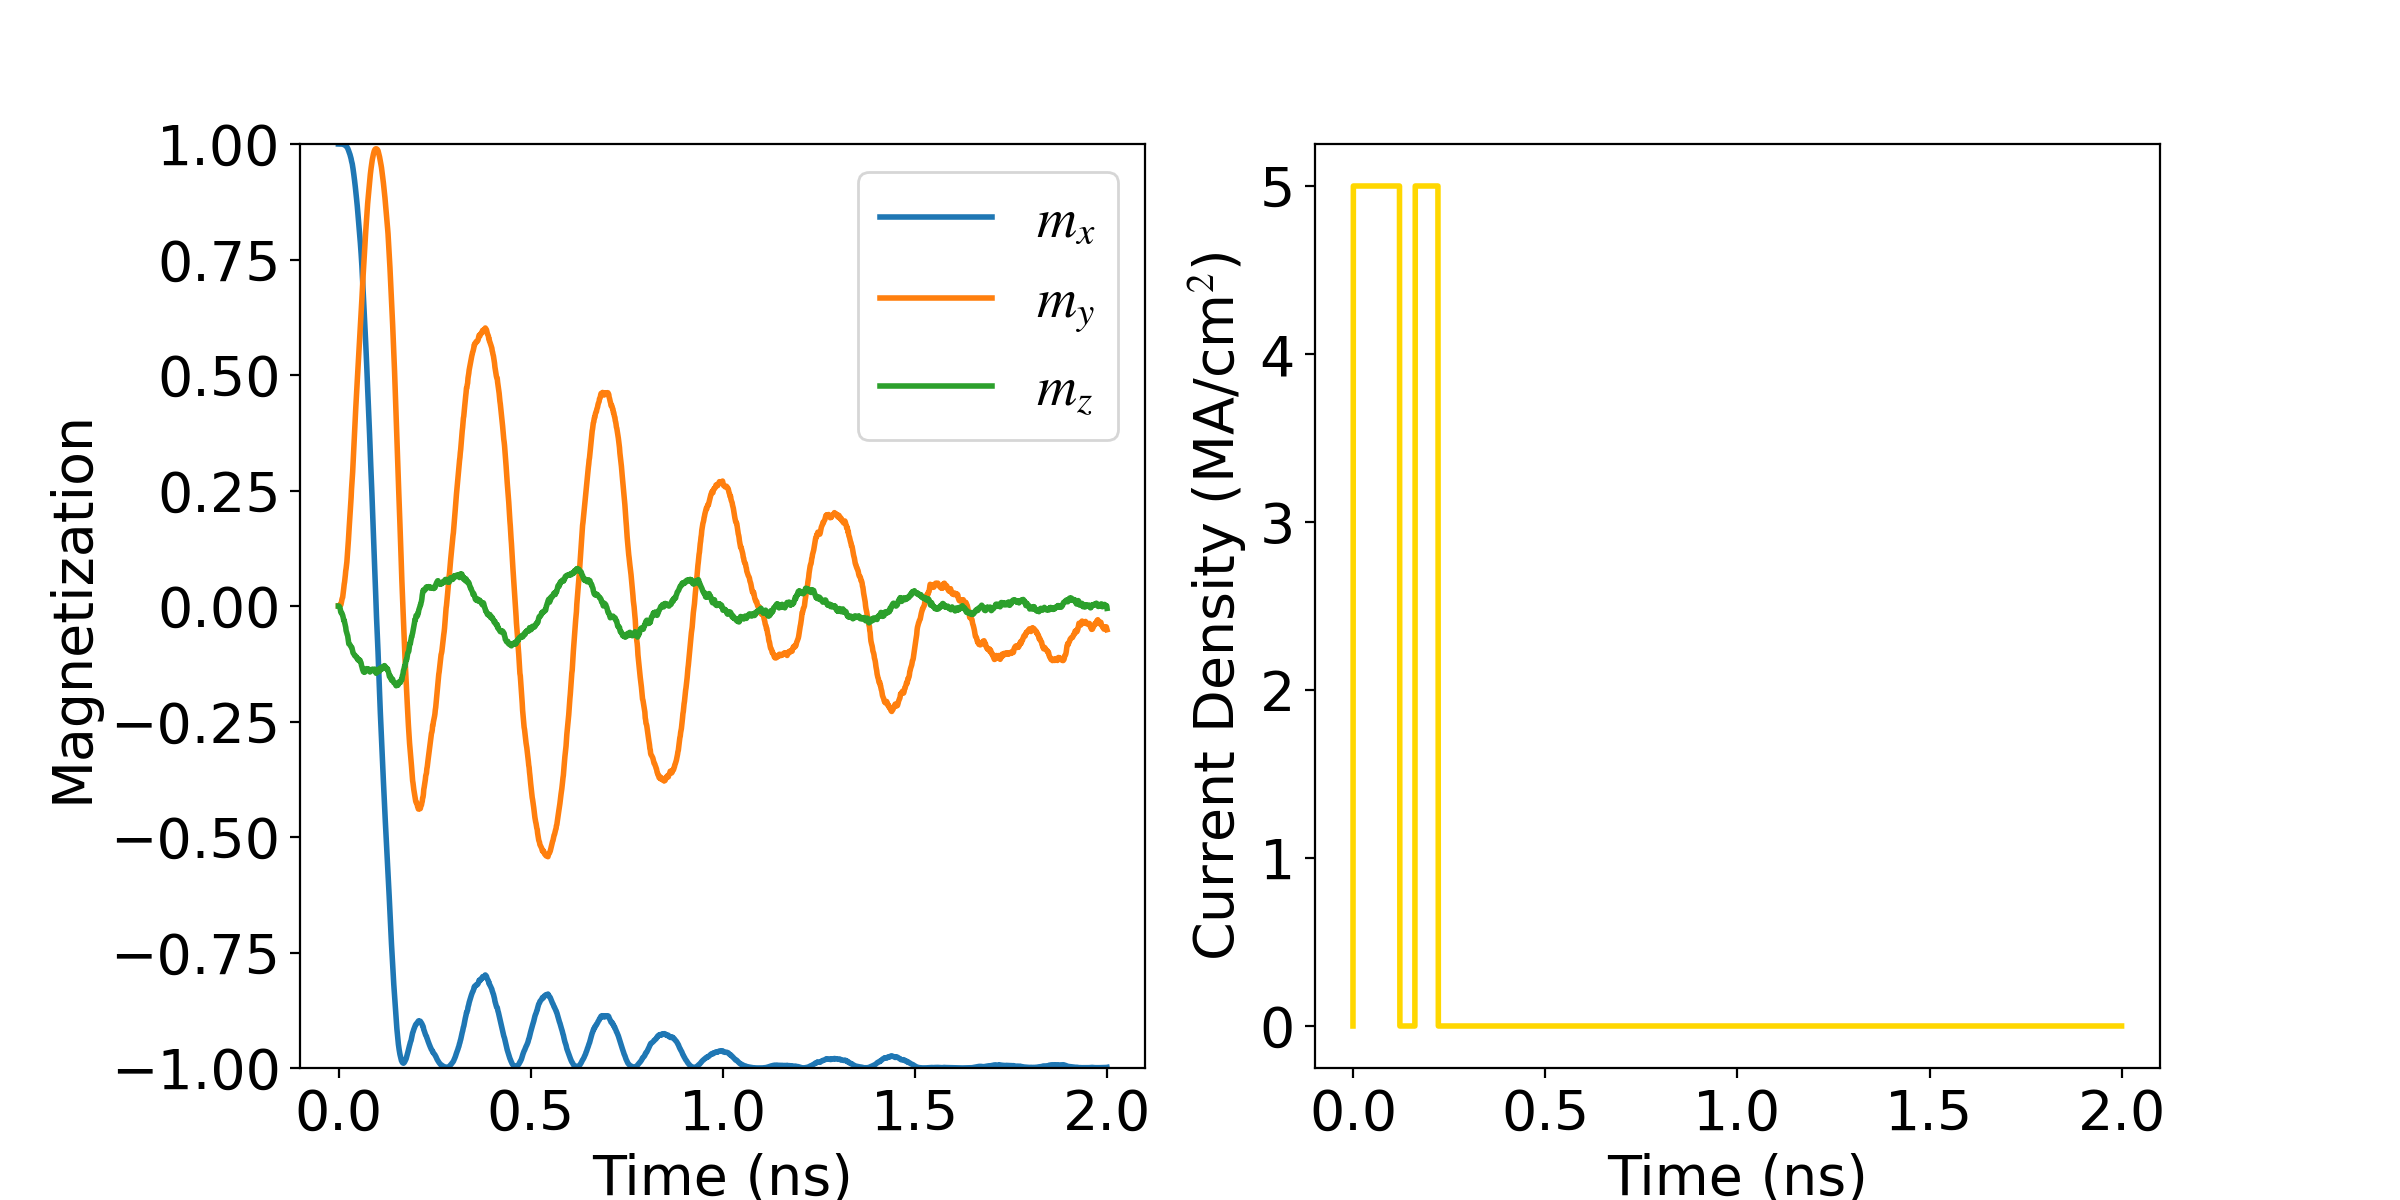 1.00
0.75
0.50
0.25
0.00
−0.25
−0.50
−0.75
−1.00
Magnetization
0.0 0.5 1.0 1.5 2.0
Time (ns)
m_x
m_y
m_z
5
4
3
2
1
0
Current Density (MA/cm²)
0.0 0.5 1.0 1.5 2.0
Time (ns)